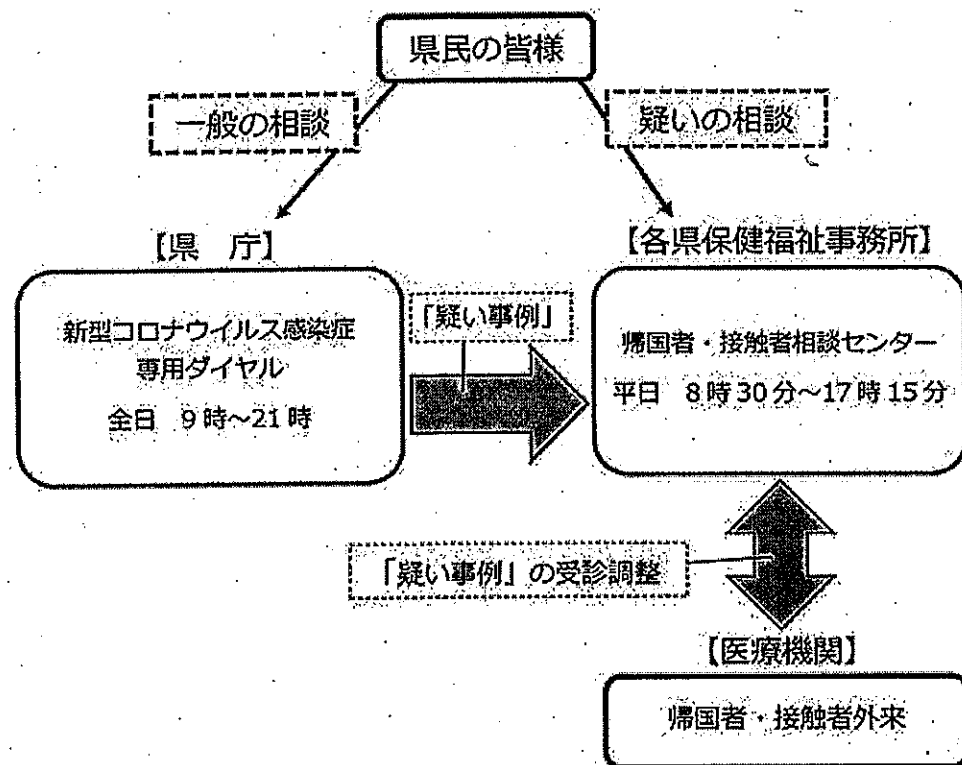 県民の皆様
一般の相談
疑いの相談
【県　庁】
【各県保健福祉事務所】
新型コロナウイルス感染症
専用ダイヤル
全日　9時～21時
「疑い事例」
帰国者・接触者相談センター
平日　8時30分～17時15分
「疑い事例」の受診調整
【医療機関】
帰国者・接触者外来